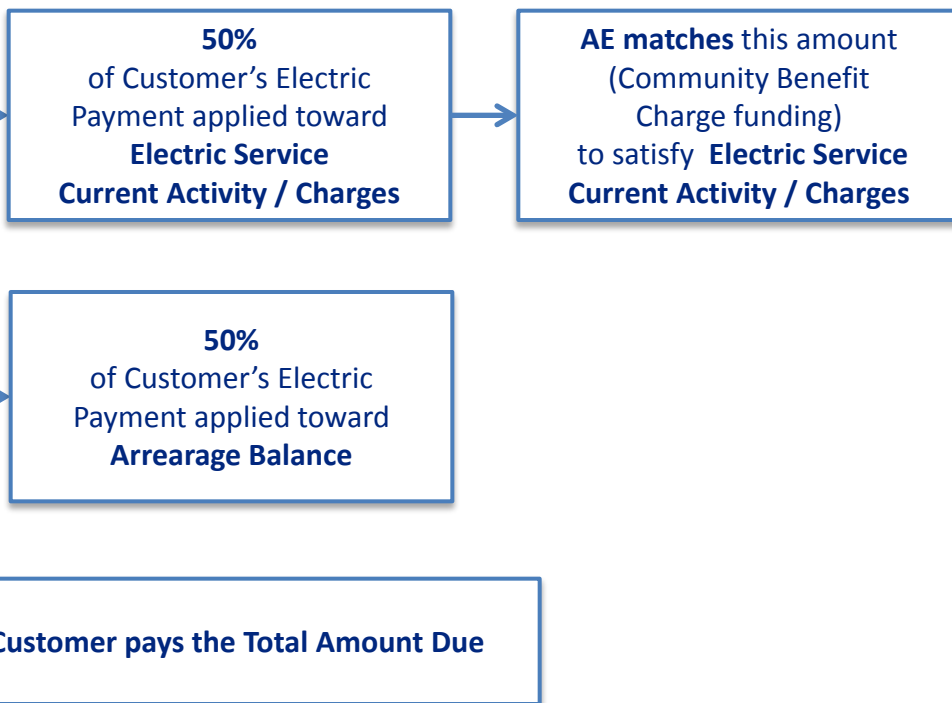 50%
of Customer's Electric
Payment applied toward
Electric Service
Current Activity / Charges
AE matches this amount
(Community Benefit
Charge funding)
to satisfy Electric Service
Current Activity / Charges
50%
of Customer's Electric
Payment applied toward
Arrearage Balance
Customer pays the Total Amount Due